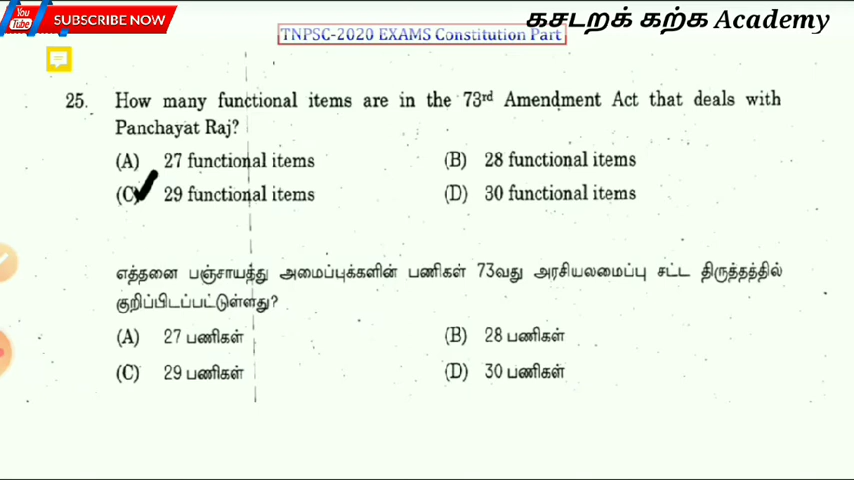 You Tube SUBSCRIBE NOW
கசடறக் கற்க Academy
TNPSC-2020 EXAMS Constitution Part
25. How many functional items are in the 73rd Amendment Act that deals with
Panchayat Raj?
(A) 27 functional items (B) 28 functional items
(C) 29 functional items (D) 30 functional items
எத்தனை பஞ்சாயத்து அமைப்புக்களின் பணிகள் 73வது அரசியலமைப்பு சட்ட திருத்தத்தில்
குறிப்பிடப்பட்டுள்ளது?
(A) 27 பணிகள் (B) 28 பணிகள்
(C) 29 பணிகள் (D) 30 பணிகள்